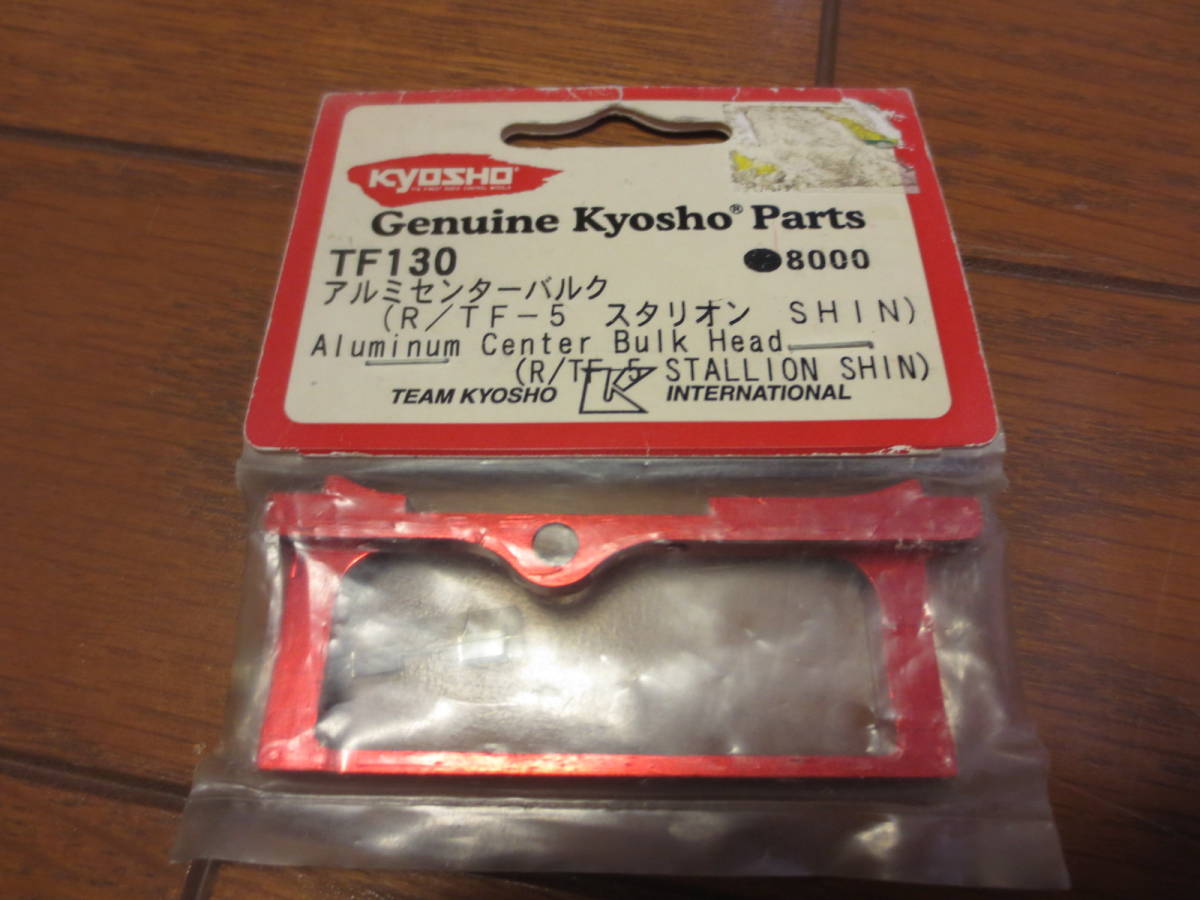 KYOSHO
Genuine Kyosho® Parts
TF130 ●8000
アルミセンターバルク
(R/TF-5 スタリオン SHIN)
Aluminum Center Bulk Head
(R/TF-5 STALLION SHIN)
TEAM KYOSHO K INTERNATIONAL